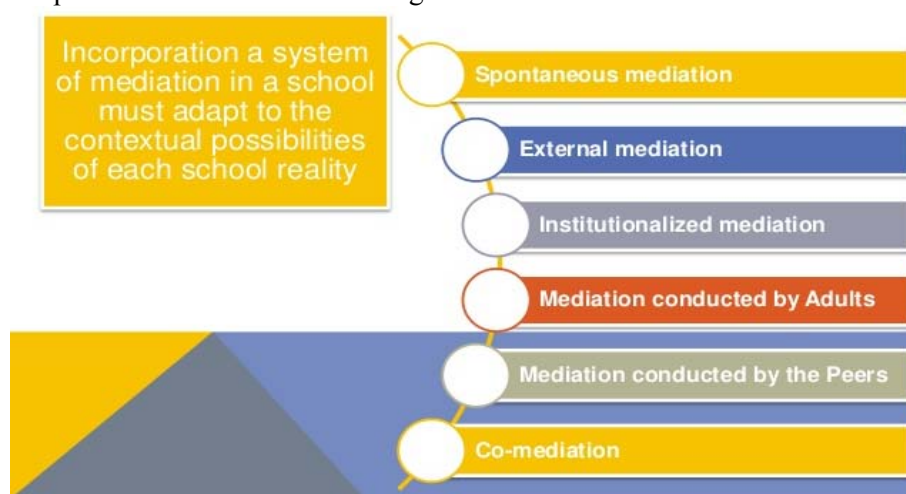 Incorporation a system
of mediation in a school
must adapt to the
contextual possibilities
of each school reality
Spontaneous mediation
External mediation
Institutionalized mediation
Mediation conducted by Adults
Mediation conducted by the Peers
Co-mediation